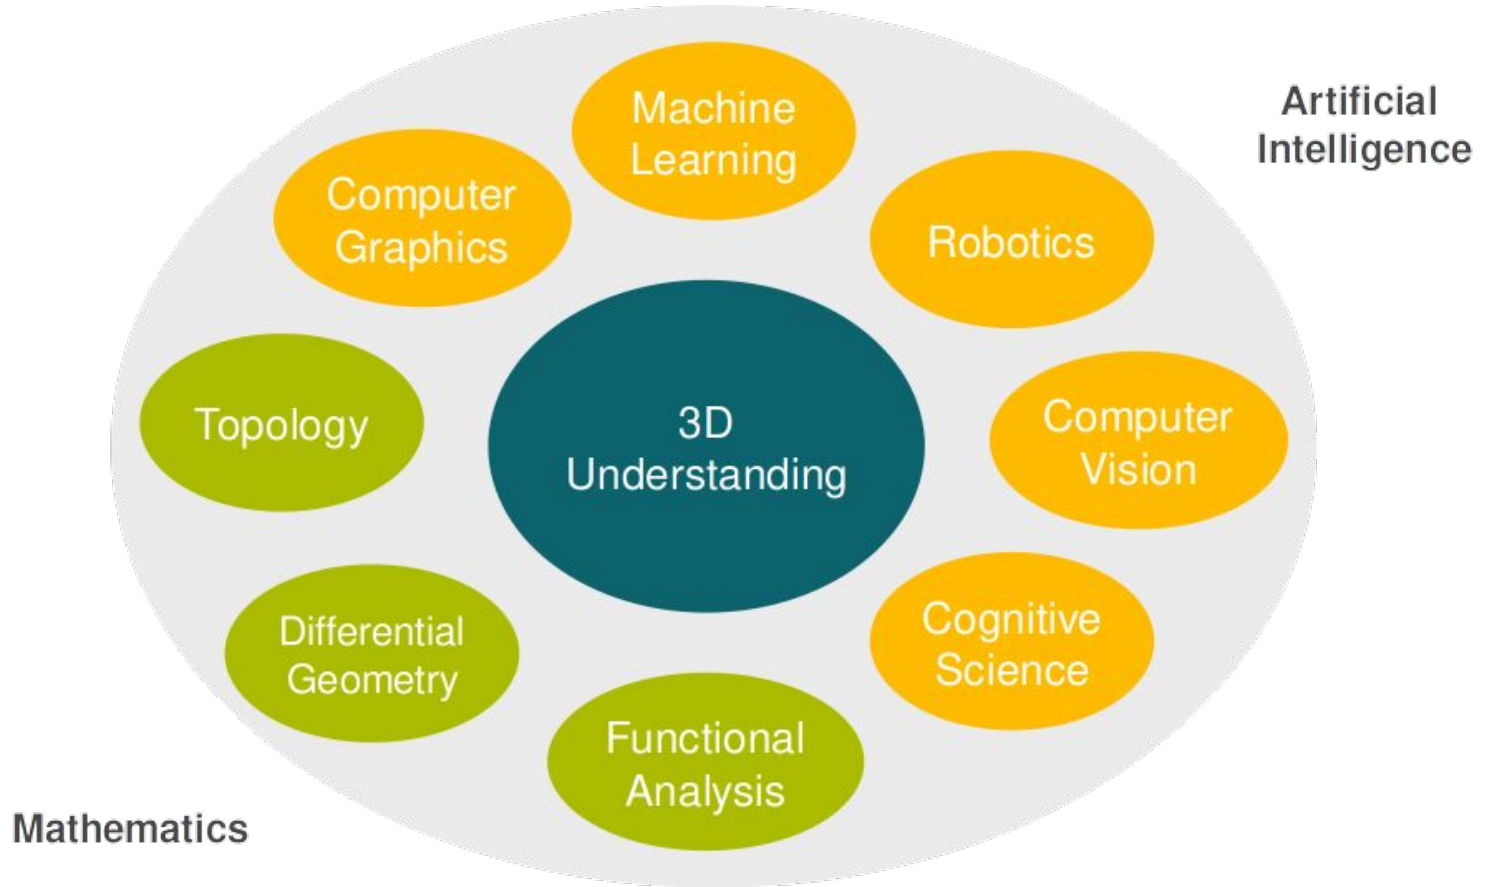 Machine
Learning
Artificial
Intelligence
Computer
Graphics
Robotics
Topology
3D
Understanding
Computer
Vision
Differential
Geometry
Cognitive
Science
Functional
Analysis
Mathematics